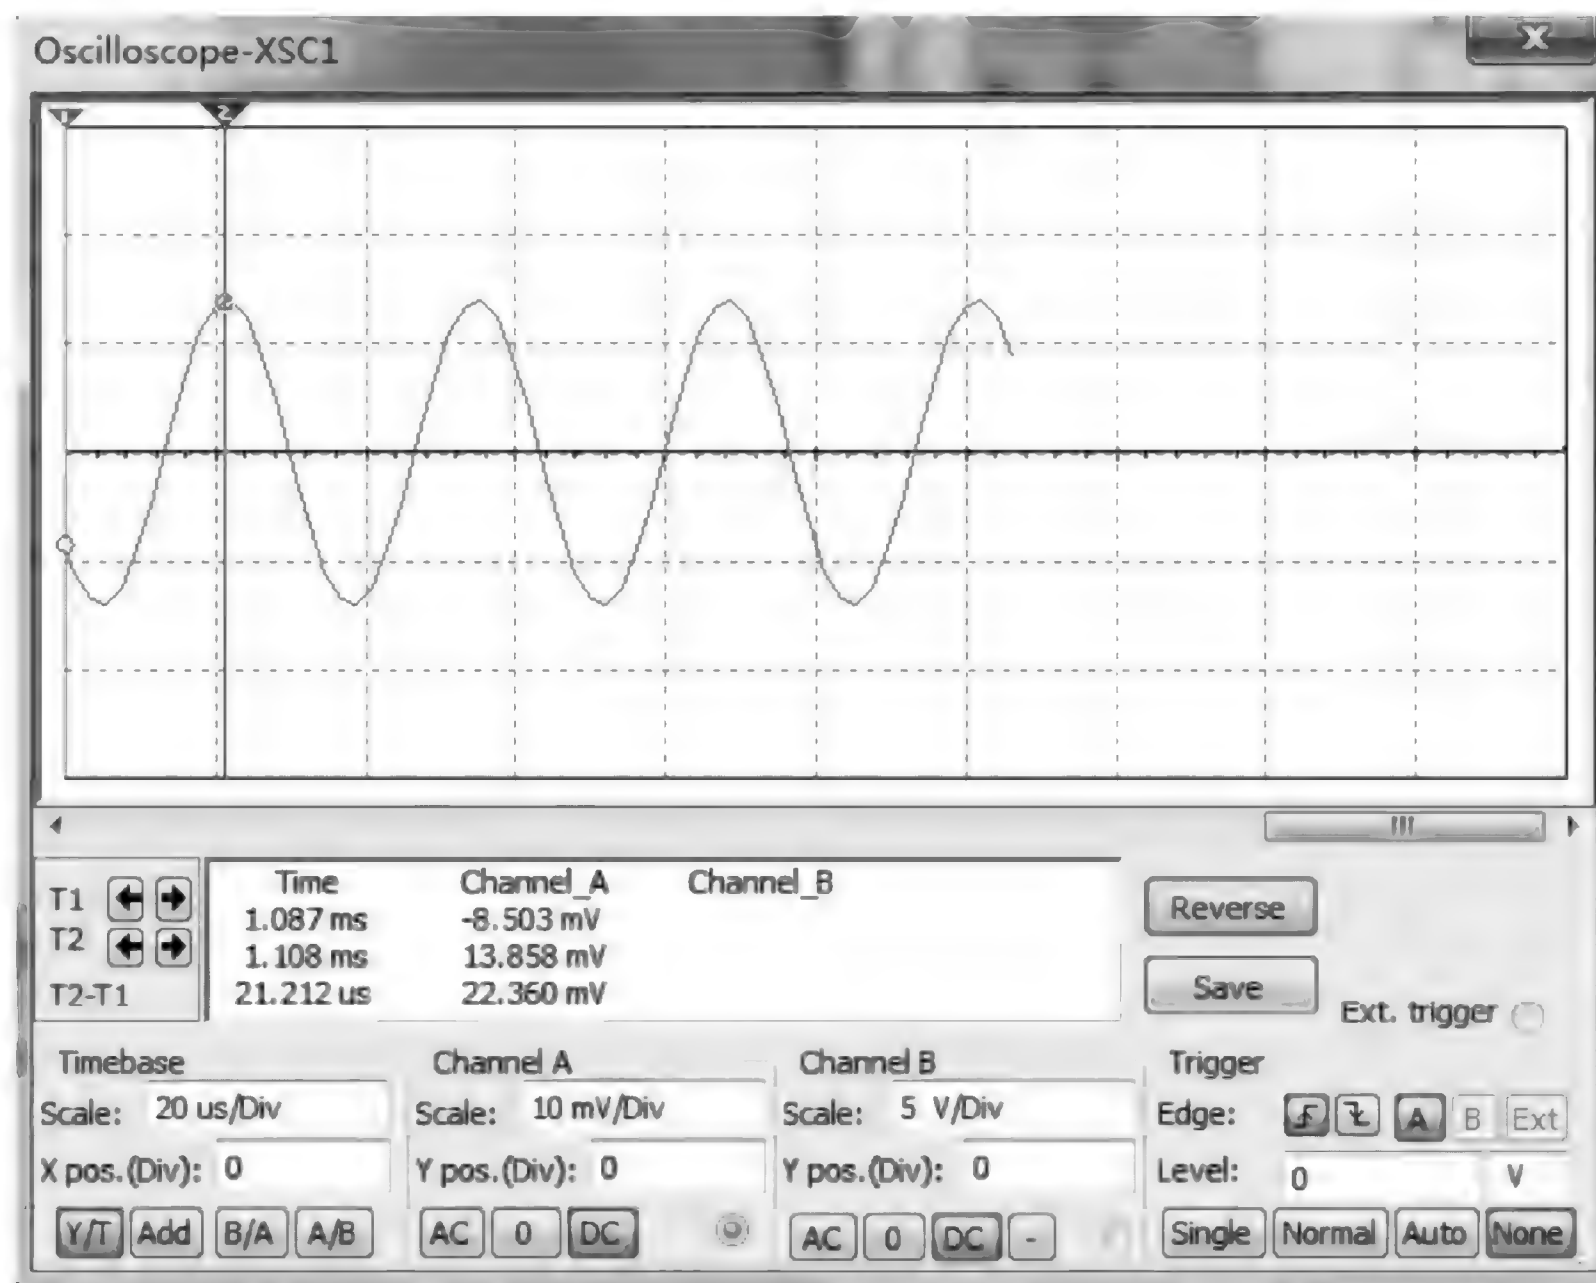 Oscilloscope-XSC1
X
1 2
2
Time Channel_A Channel_B
T1 1.087 ms -8.503 mV
T2 1.108 ms 13.858 mV
T2-T1 21.212 us 22.360 mV
Reverse
Save
Ext. trigger
Timebase
Scale: 20 us/Div
X pos.(Div): 0
Y/T Add B/A A/B
Channel A
Scale: 10 mV/Div
Y pos.(Div): 0
AC 0 DC
Channel B
Scale: 5 V/Div
Y pos.(Div): 0
AC 0 DC -
Trigger
Edge: A B Ext
Level: 0 V
Single Normal Auto None